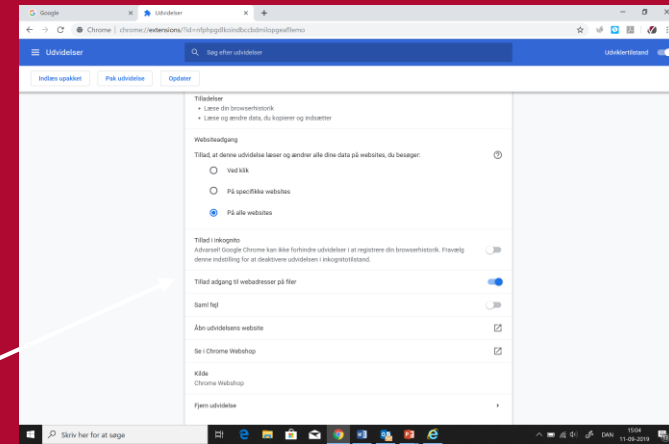 Google
Udvidelser
Chrome | chrome://extensions/?id=
Udvidelser
Søg efter udvidelser
Udviklertilstand
Indlæs upakket
Pak udvidelse
Opdater
Tilladelser
Læse din browserhistorik
Læse og ændre data, du kopierer og indsætter
Websiteadgang
Tillad, at denne udvidelse læser og ændrer alle dine data på websites, du besøger:
Ved klik
På specifikke websites
På alle websites
Tillad i inkognito
Advarsel! Google Chrome kan ikke forhindre udvidelser i at registrere din browserhistorik. Fravælg
denne indstilling for at deaktivere udvidelsen i inkognitotilstand.
Tillad adgang til webadresser på filer
Saml fejl
Åbn udvidelsens website
Se i Chrome Webshop
Kilde
Chrome Webshop
Fjern udvidelse
Skriv her for at søge
DAN
15:04
11-09-2019